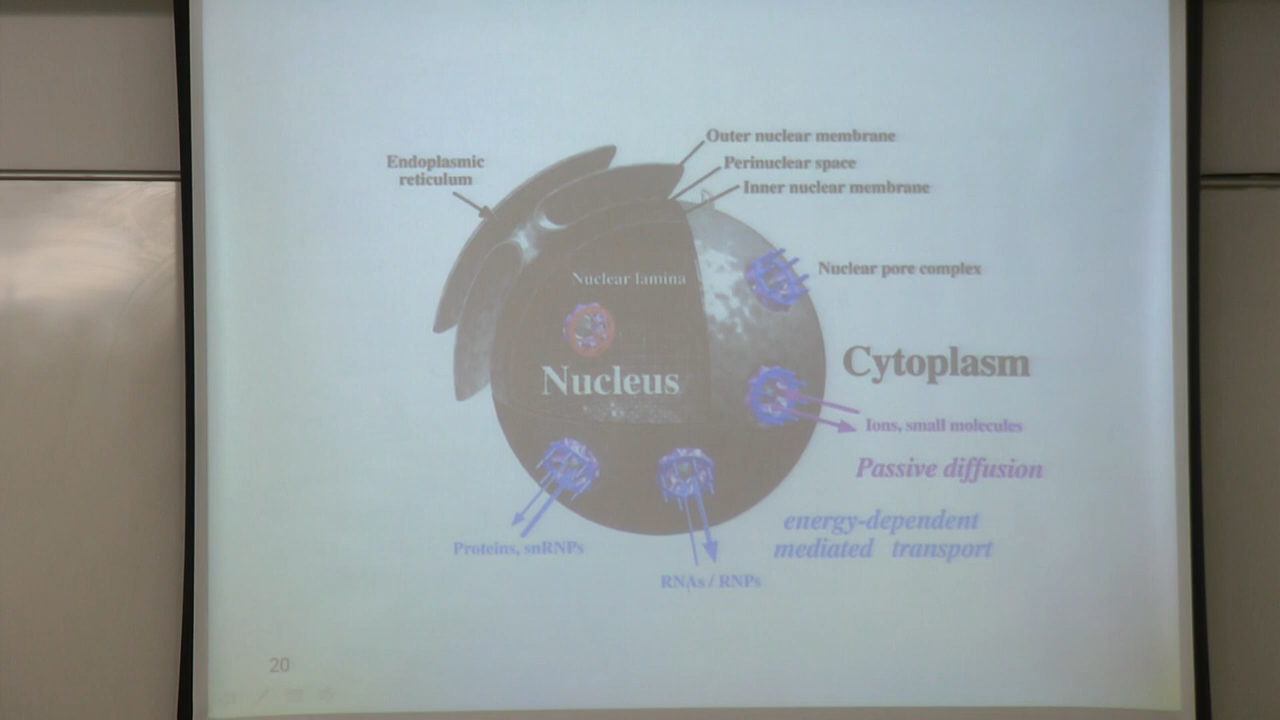 Outer nuclear membrane
Endoplasmic
reticulum
Perinuclear space
Inner nuclear membrane
Nuclear pore complex
Nuclear lamina
Nucleus
Cytoplasm
Ions, small molecules
Passive diffusion
energy-dependent
mediated transport
Proteins, snRNPs
RNAs / RNPs
20